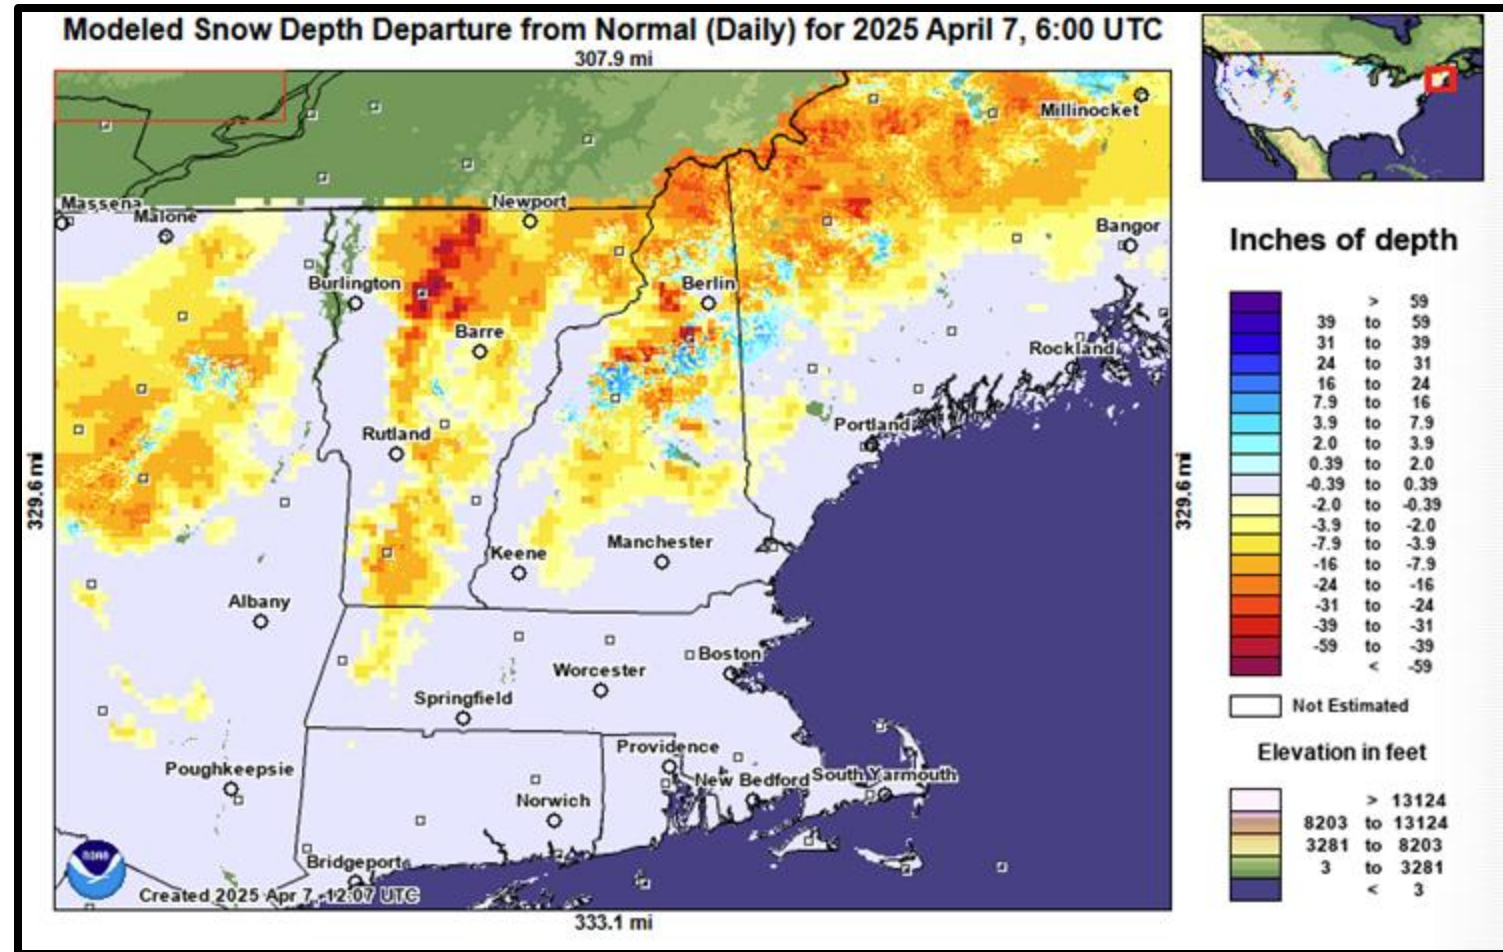 Modeled Snow Depth Departure from Normal (Daily) for 2025 April 7, 6:00 UTC
307.9 mi
Millinocket
Massena
Malone
Newport
Bangor
Burlington
Berlin
Barre
Rockland
Rutland
Portland
329.6 mi
329.6 mi
Keene
Manchester
Albany
Boston
Worcester
Springfield
Providence
Poughkeepsie
New Bedford
South Yarmouth
Norwich
Bridgeport
noaa
Created 2025 Apr 7, 12:07 UTC
333.1 mi
Inches of depth
> 59
39 to 59
31 to 39
24 to 31
16 to 24
7.9 to 16
3.9 to 7.9
2.0 to 3.9
0.39 to 2.0
-0.39 to 0.39
-2.0 to -0.39
-3.9 to -2.0
-7.9 to -3.9
-16 to -7.9
-24 to -16
-31 to -24
-39 to -31
-59 to -39
< -59
Not Estimated
Elevation in feet
> 13124
8203 to 13124
3281 to 8203
3 to 3281
< 3